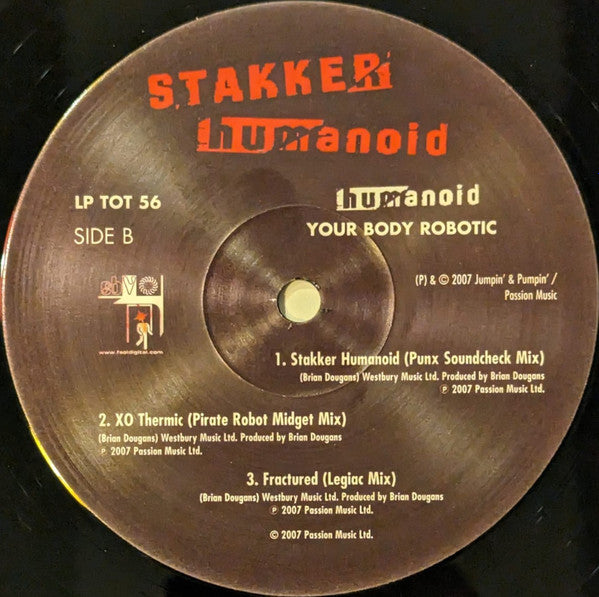 STAKKER
humanoid
LP TOT 56
SIDE B
humanoid
YOUR BODY ROBOTIC
(P) & © 2007 Jumpin' & Pumpin' /
Passion Music
www.fsoldigital.com
1. Stakker Humanoid (Punx Soundcheck Mix)
(Brian Dougans) Westbury Music Ltd. Produced by Brian Dougans
℗ 2007 Passion Music Ltd.
2. XO Thermic (Pirate Robot Midget Mix)
(Brian Dougans) Westbury Music Ltd. Produced by Brian Dougans
℗ 2007 Passion Music Ltd.
3. Fractured (Legiac Mix)
(Brian Dougans) Westbury Music Ltd. Produced by Brian Dougans
℗ 2007 Passion Music Ltd.
© 2007 Passion Music Ltd.